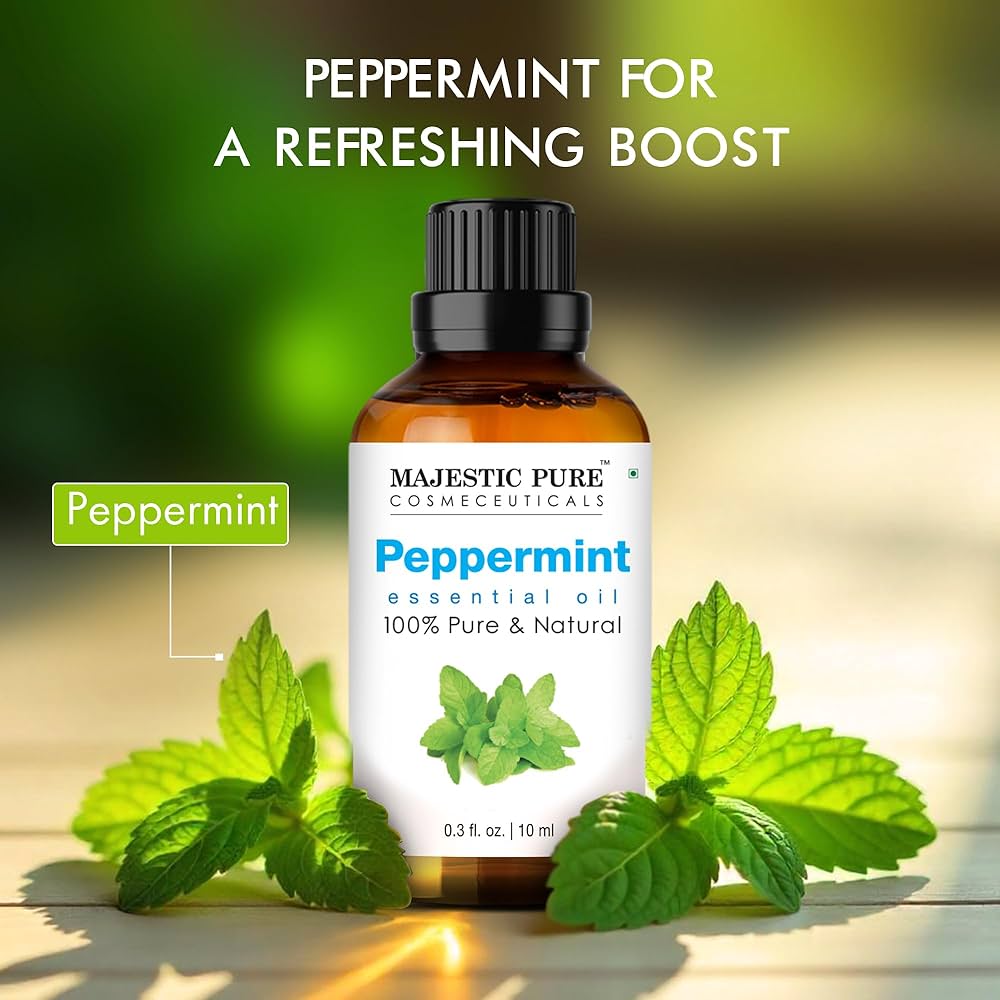 PEPPERMINT FOR
A REFRESHING BOOST
MAJESTIC PURE™
COSMECEUTICALS
Peppermint
Peppermint
essential oil
100% Pure & Natural
0.3 fl. oz. | 10 ml